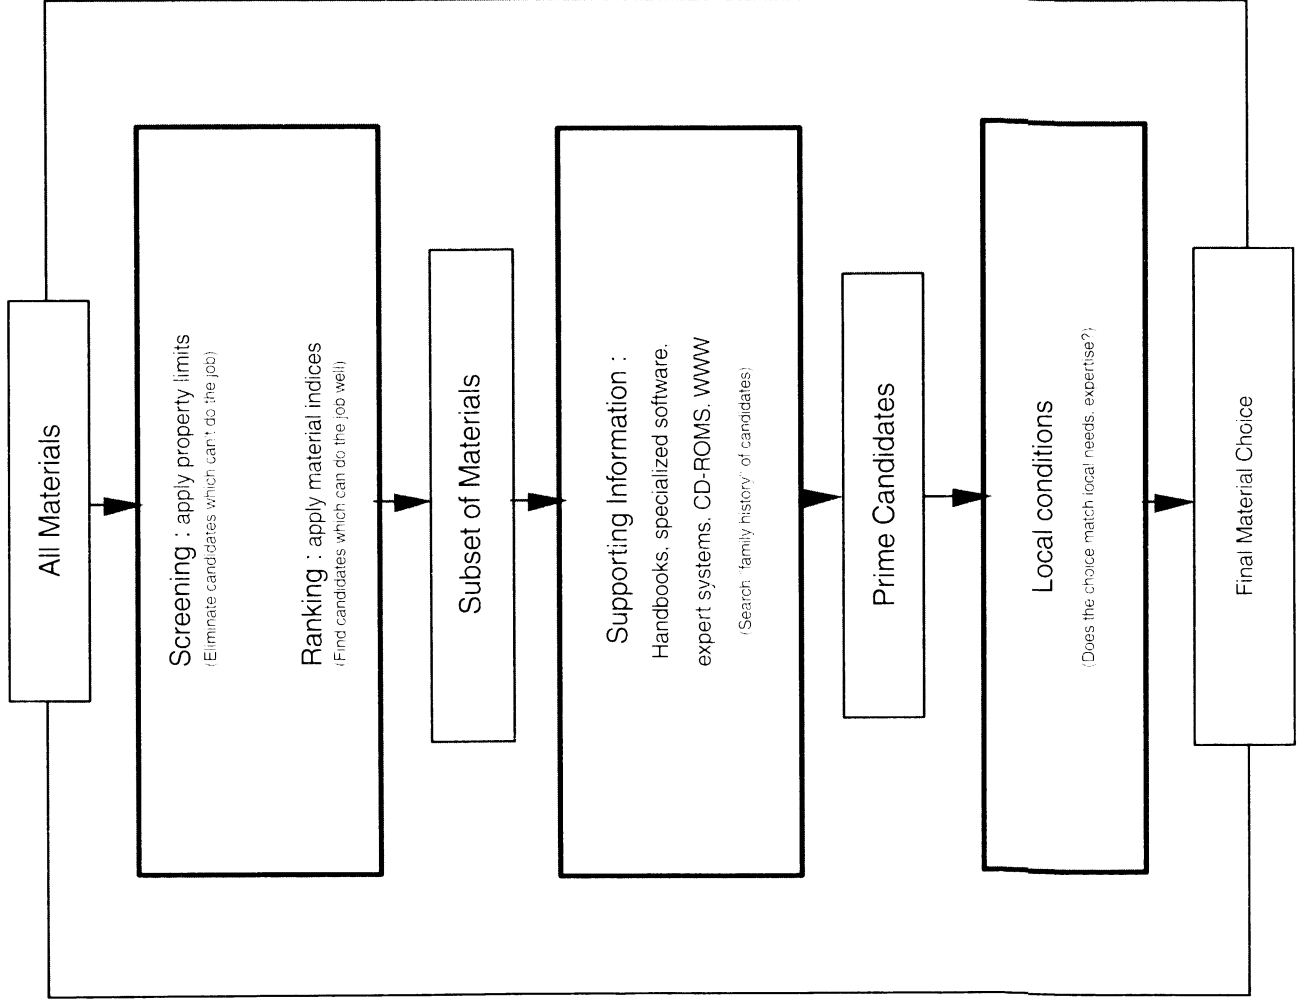 All Materials
Screening : apply property limits
(Eliminate candidates which can't do the job)
Ranking : apply material indices
(Find candidates which can do the job well)
Subset of Materials
Supporting Information :
Handbooks, specialized software,
expert systems, CD-ROMS, WWW
(Search "family history" of candidates)
Prime Candidates
Local conditions
(Does the choice match local needs, expertise?)
Final Material Choice